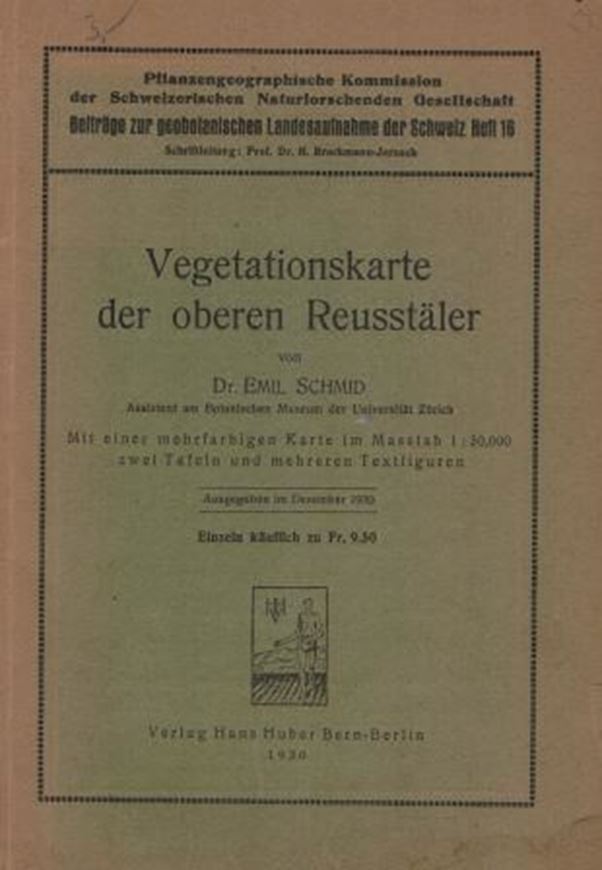 3,-
Pflanzengeographische Kommission
der Schweizerischen Naturforschenden Gesellschaft
Beiträge zur geobotanischen Landesaufnahme der Schweiz Heft 16
Schriftleitung: Prof. Dr. H. Brockmann-Jerosch
Vegetationskarte
der oberen Reusstäler
von
Dr. EMIL SCHMID
Assistent am Botanischen Museum der Universität Zürich
Mit einer mehrfarbigen Karte im Masstab 1:50,000
zwei Tafeln und mehreren Textfiguren
Ausgegeben im Dezember 1930
Einzeln käuflich zu Fr. 9.50
Verlag Hans Huber Bern-Berlin
1930